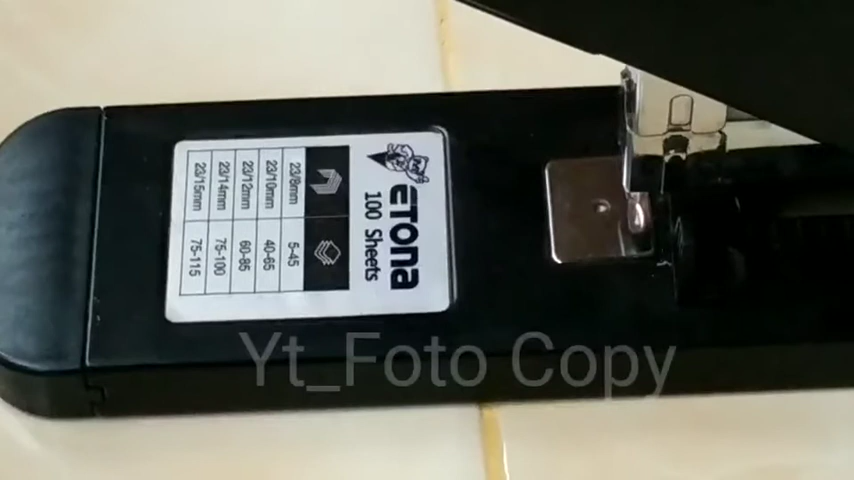 ETONA
100 Sheets
23/8mm 5-45
23/10mm 40-65
23/12mm 60-85
23/14mm 75-100
23/15mm 75-115
Yt_Foto Copy